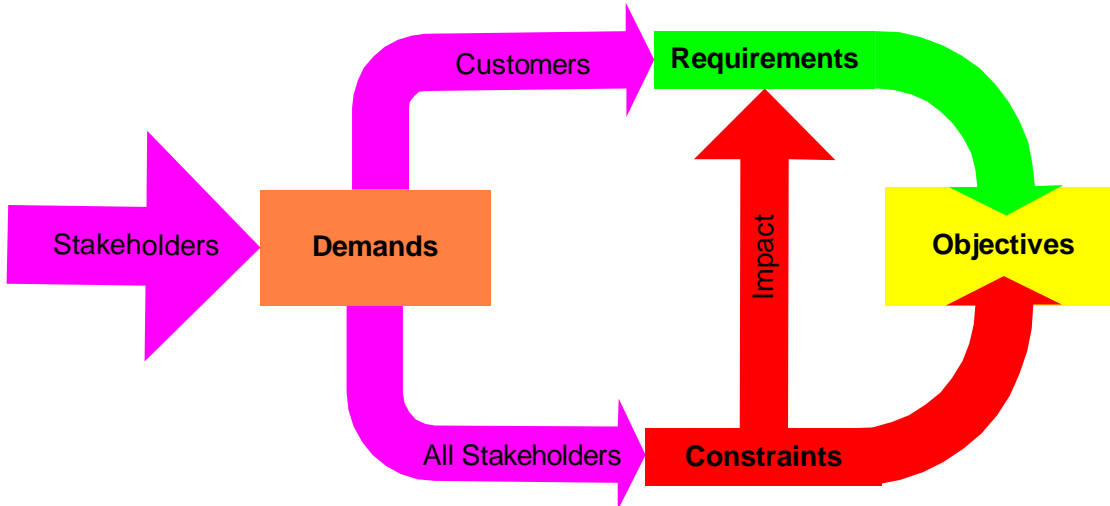 Customers
Requirements
Stakeholders
Demands
Impact
Objectives
All Stakeholders
Constraints